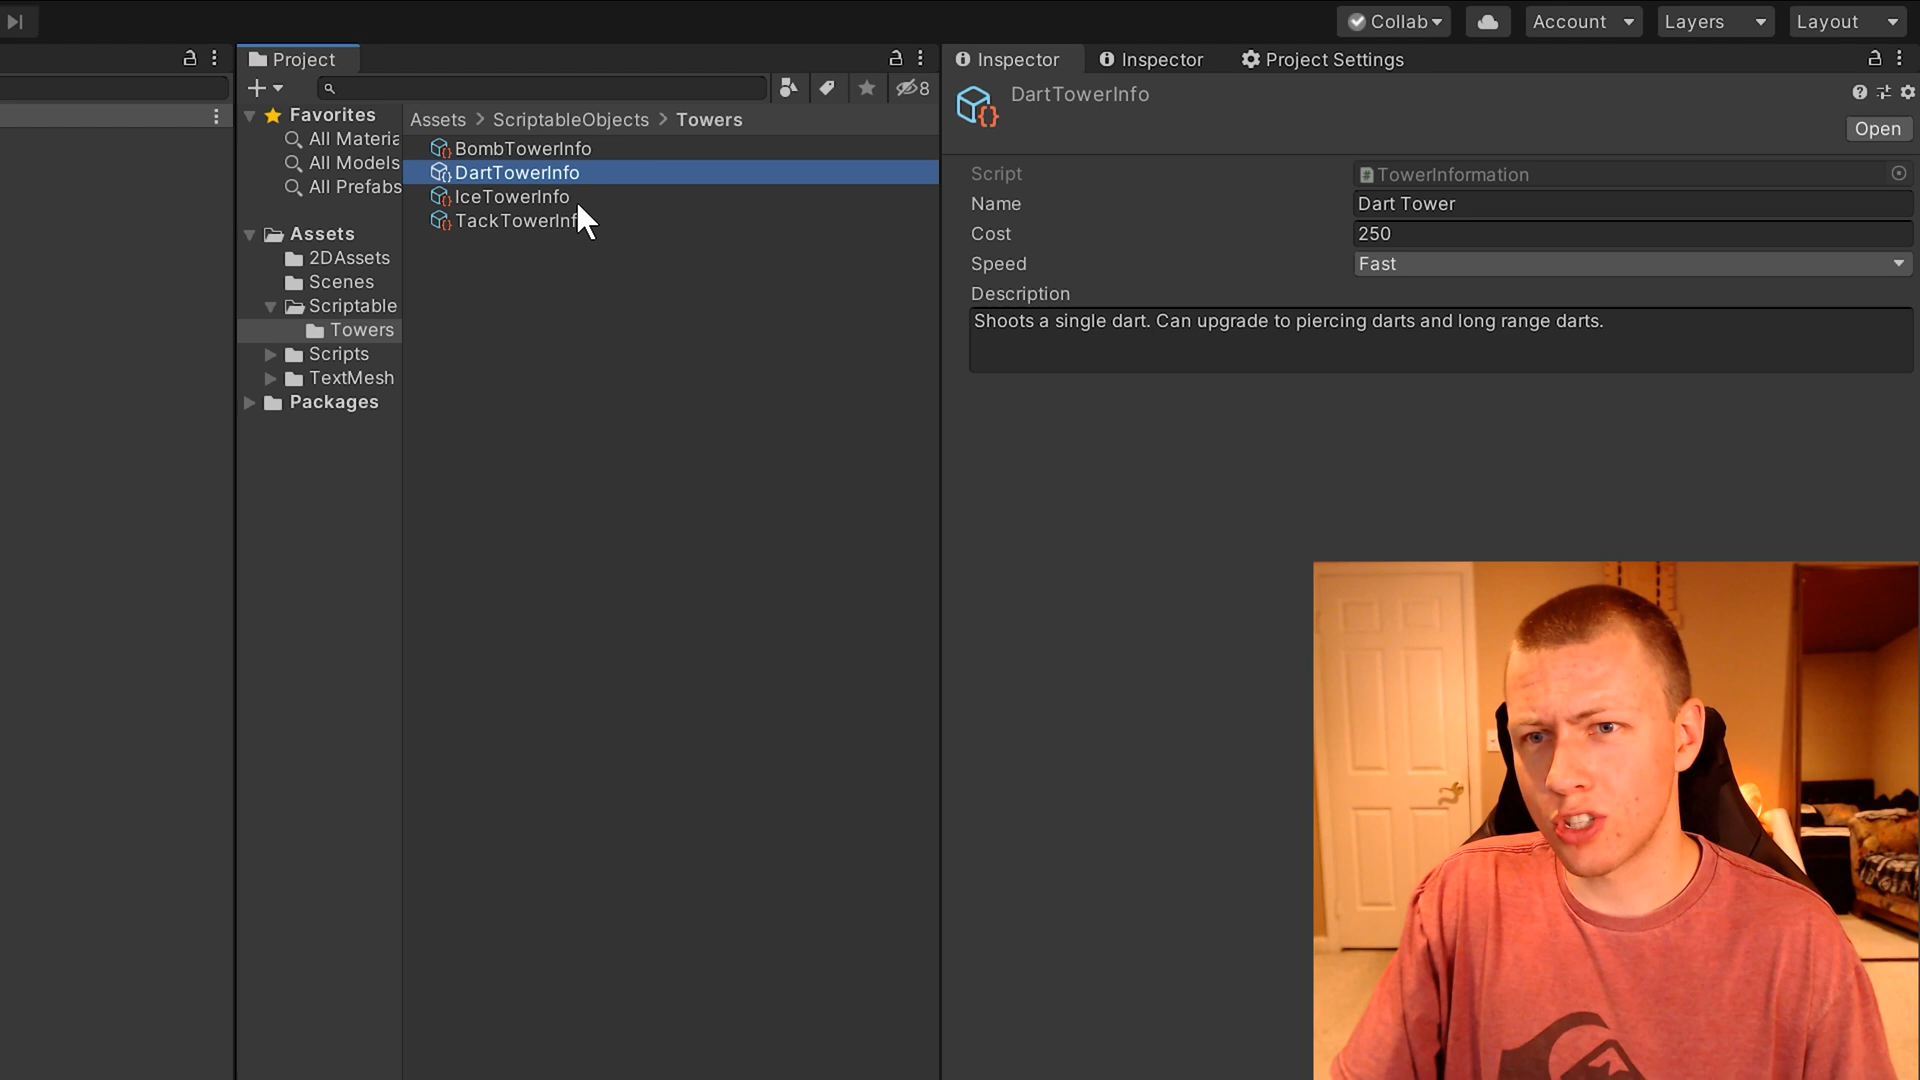 Collab
Account
Layers
Layout
Project
Inspector
Inspector
Project Settings
8
Favorites
All Materia
All Models
All Prefabs
Assets
2DAssets
Scenes
Scriptable
Towers
Scripts
TextMesh
Packages
Assets > ScriptableObjects > Towers
BombTowerInfo
DartTowerInfo
IceTowerInfo
TackTowerInf
DartTowerInfo
Open
Script
TowerInformation
Name
Dart Tower
Cost
250
Speed
Fast
Description
Shoots a single dart. Can upgrade to piercing darts and long range darts.